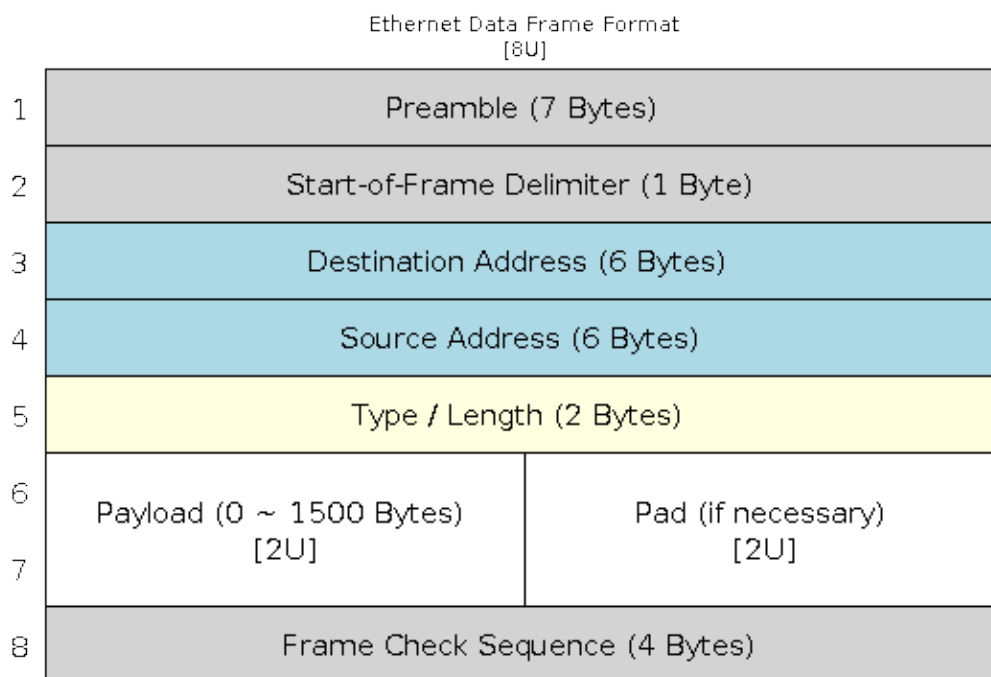 Ethernet Data Frame Format
[8U]
1
Preamble (7 Bytes)
2
Start-of-Frame Delimiter (1 Byte)
3
Destination Address (6 Bytes)
4
Source Address (6 Bytes)
5
Type / Length (2 Bytes)
6
7
Payload (0 ~ 1500 Bytes)
[2U]
Pad (if necessary)
[2U]
8
Frame Check Sequence (4 Bytes)